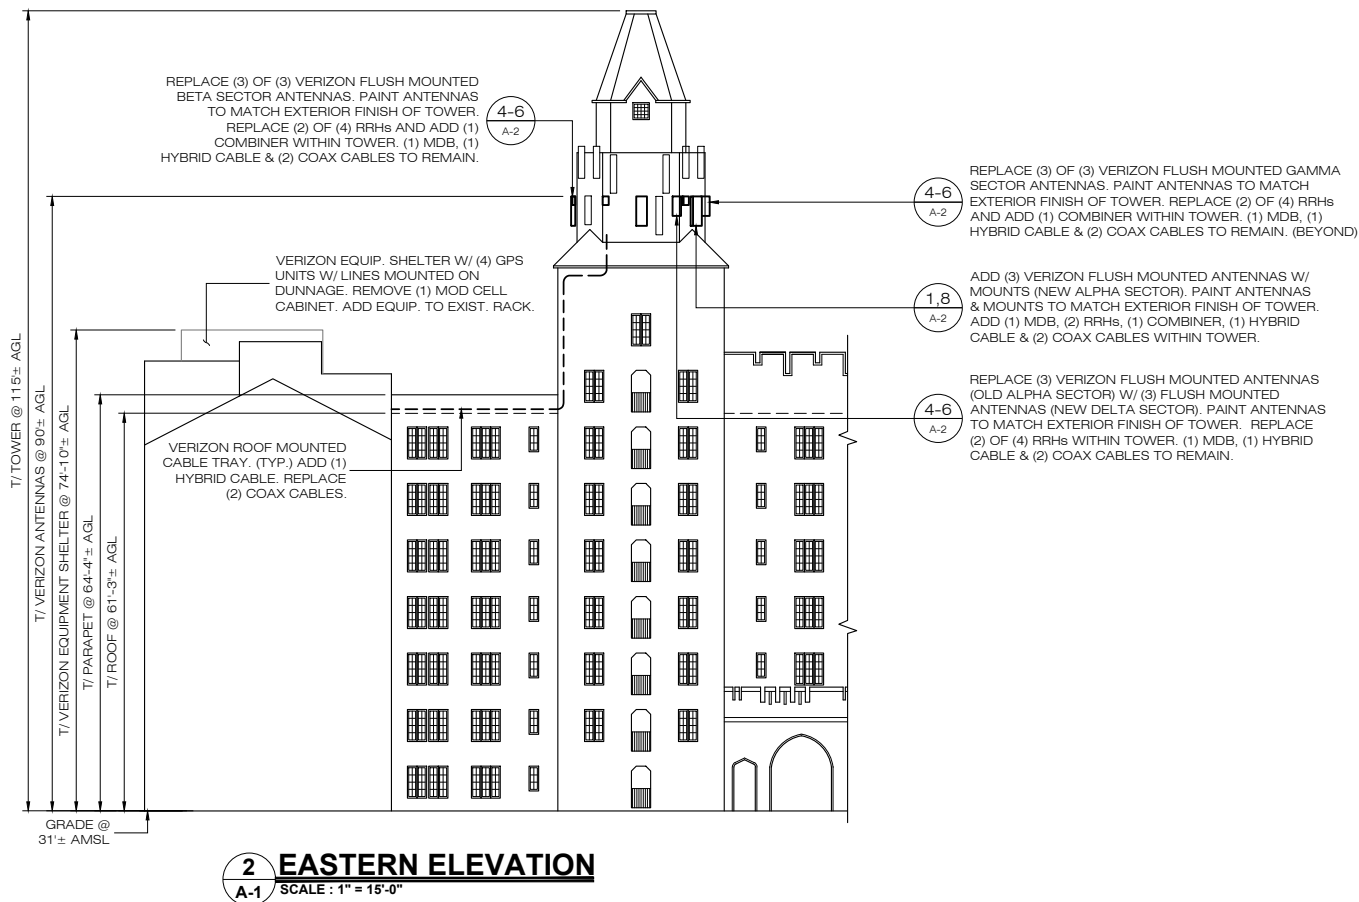 REPLACE (3) OF (3) VERIZON FLUSH MOUNTED
BETA SECTOR ANTENNAS. PAINT ANTENNAS
TO MATCH EXTERIOR FINISH OF TOWER.
REPLACE (2) OF (4) RRHs AND ADD (1)
COMBINER WITHIN TOWER. (1) MDB, (1)
HYBRID CABLE & (2) COAX CABLES TO REMAIN.
4-6
A-2
REPLACE (3) OF (3) VERIZON FLUSH MOUNTED GAMMA
SECTOR ANTENNAS. PAINT ANTENNAS TO MATCH
EXTERIOR FINISH OF TOWER. REPLACE (2) OF (4) RRHs
AND ADD (1) COMBINER WITHIN TOWER. (1) MDB, (1)
HYBRID CABLE & (2) COAX CABLES TO REMAIN. (BEYOND)
4-6
A-2
VERIZON EQUIP. SHELTER W/ (4) GPS
UNITS W/ LINES MOUNTED ON
DUNNAGE. REMOVE (1) MOD CELL
CABINET. ADD EQUIP. TO EXIST. RACK.
ADD (3) VERIZON FLUSH MOUNTED ANTENNAS W/
MOUNTS (NEW ALPHA SECTOR). PAINT ANTENNAS
& MOUNTS TO MATCH EXTERIOR FINISH OF TOWER.
ADD (1) MDB, (2) RRHs, (1) COMBINER, (1) HYBRID
CABLE & (2) COAX CABLES WITHIN TOWER.
1,8
A-2
REPLACE (3) VERIZON FLUSH MOUNTED ANTENNAS
(OLD ALPHA SECTOR) W/ (3) FLUSH MOUNTED
ANTENNAS (NEW DELTA SECTOR). PAINT ANTENNAS
TO MATCH EXTERIOR FINISH OF TOWER. REPLACE
(2) OF (4) RRHs WITHIN TOWER. (1) MDB, (1) HYBRID
CABLE & (2) COAX CABLES TO REMAIN.
4-6
A-2
VERIZON ROOF MOUNTED
CABLE TRAY. (TYP.) ADD (1)
HYBRID CABLE. REPLACE
(2) COAX CABLES.
T/ TOWER @ 115'± AGL
T/ VERIZON ANTENNAS @ 90'± AGL
T/ VERIZON EQUIPMENT SHELTER @ 74'-10"± AGL
T/ PARAPET @ 64'-4"± AGL
T/ ROOF @ 61'-3"± AGL
GRADE @
31'± AMSL
2
A-1
EASTERN ELEVATION
SCALE : 1" = 15'-0"